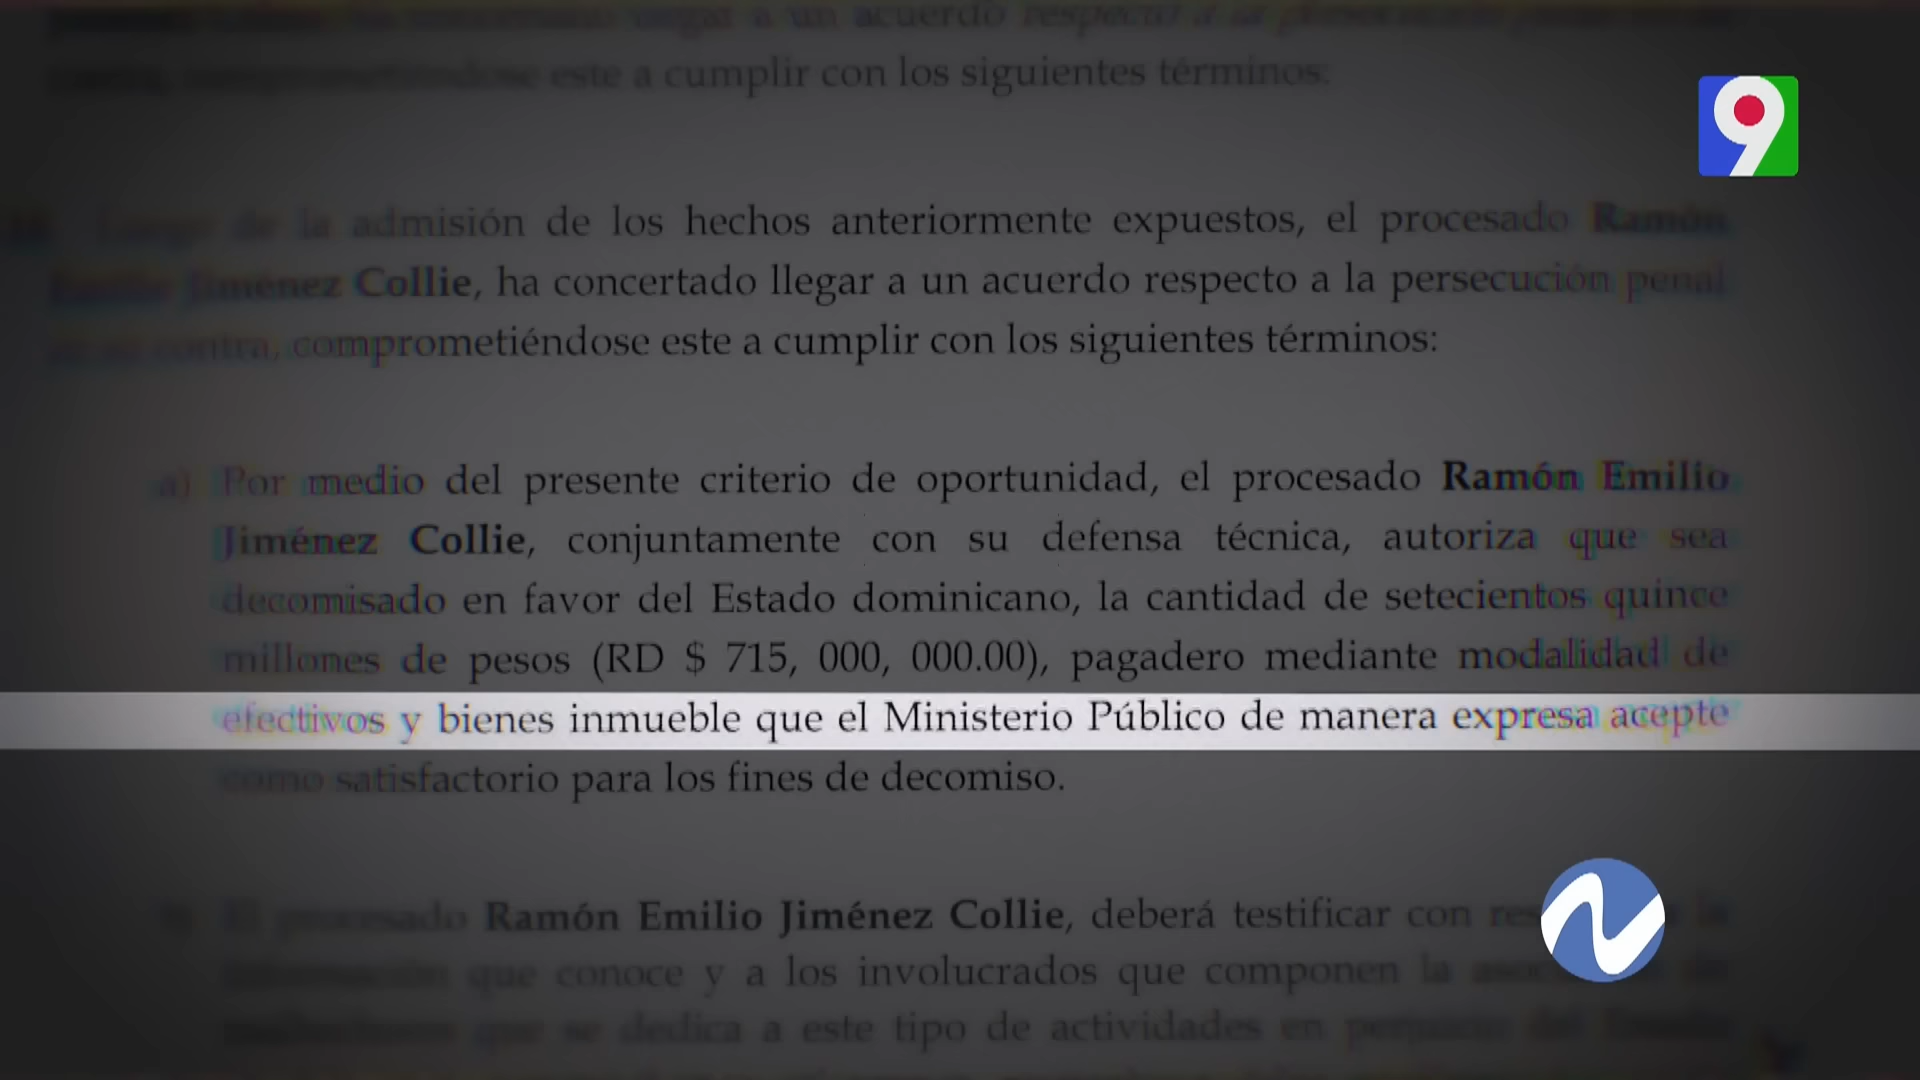 a un acuerdo respecto a la
este a cumplir con los siguientes términos:
9
Luego de la admisión de los hechos anteriormente expuestos, el procesado Ramón
Emilio Jiménez Collie, ha concertado llegar a un acuerdo respecto a la persecución penal
en su contra, comprometiéndose este a cumplir con los siguientes términos:
a) Por medio del presente criterio de oportunidad, el procesado Ramón Emilio
Jiménez Collie, conjuntamente con su defensa técnica, autoriza que sea
decomisado en favor del Estado dominicano, la cantidad de setecientos quince
millones de pesos (RD $ 715, 000, 000.00), pagadero mediante modalidad de
efectivos y bienes inmueble que el Ministerio Público de manera expresa acepte
como satisfactorio para los fines de decomiso.
El procesado Ramón Emilio Jiménez Collie, deberá testificar con
información que conoce y a los involucrados que componen la
que se dedica a este tipo de actividades en